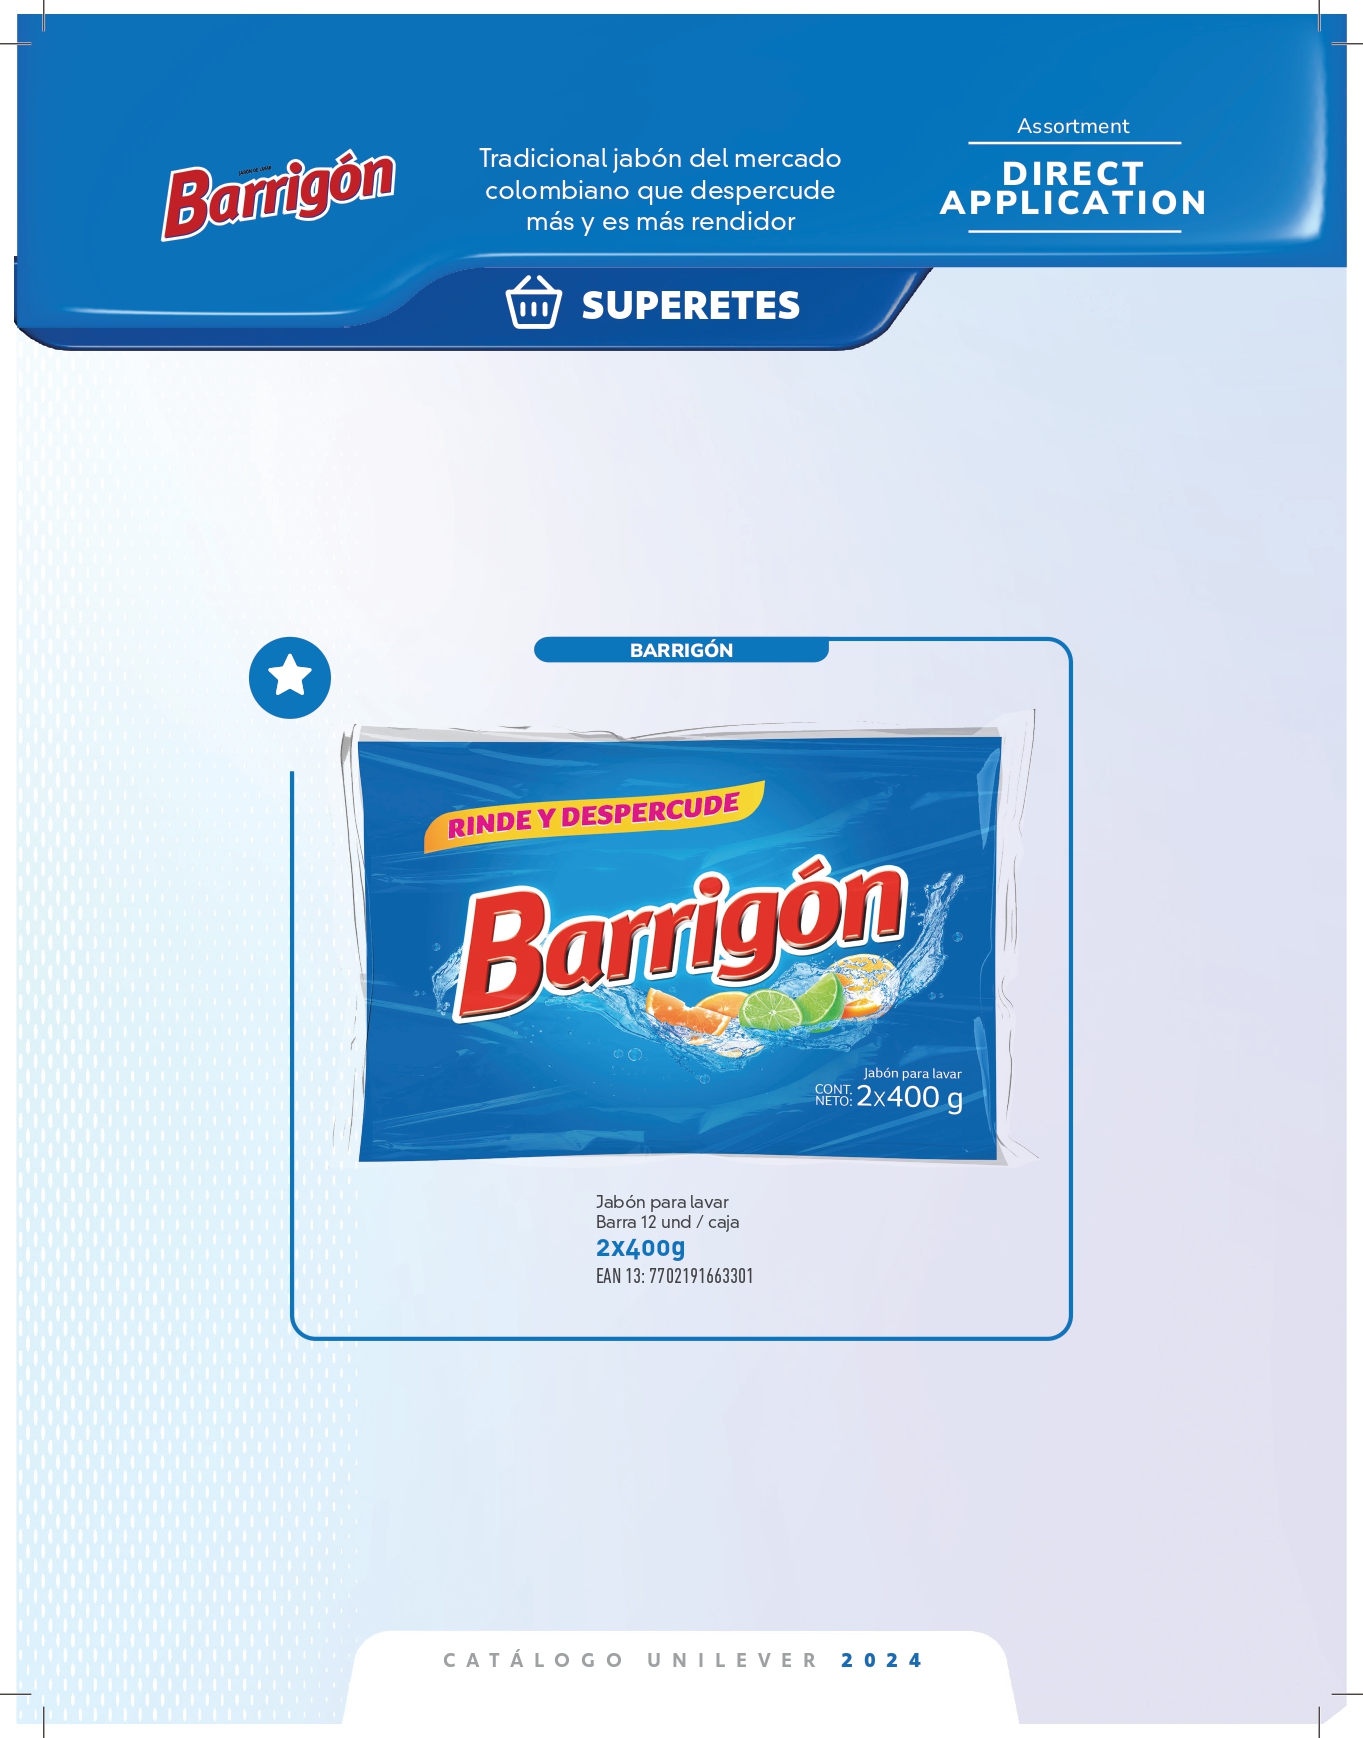 Barrigón
Tradicional jabón del mercado
colombiano que despercude
más y es más rendidor
Assortment
DIRECT
APPLICATION
SUPERETES
BARRIGÓN
RINDE Y DESPERCUDE
Barrigón
Jabón para lavar
CONT.
NETO: 2x400 g
Jabón para lavar
Barra 12 und / caja
2x400g
EAN 13: 7702191663301
CATÁLOGO UNILEVER 2024